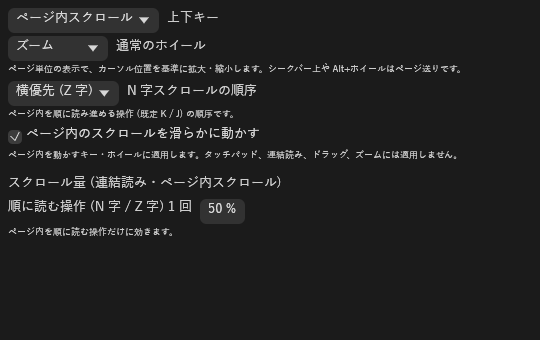 ページ内スクロール 上下キー
ズーム 通常のホイール
ページ単位の表示で、カーソル位置を基準に拡大・縮小します。シークバー上や Alt+ホイールはページ送りです。
横優先 (Z 字) N 字スクロールの順序
ページ内を順に読み進める操作 (既定 K / J) の順序です。
ページ内のスクロールを滑らかに動かす
ページ内を動かすキー・ホイールに適用します。タッチパッド、連結読み、ドラッグ、ズームには適用しません。
スクロール量 (連結読み・ページ内スクロール)
順に読む操作 (N 字 / Z 字) 1 回 50 %
ページ内を順に読む操作だけに効きます。